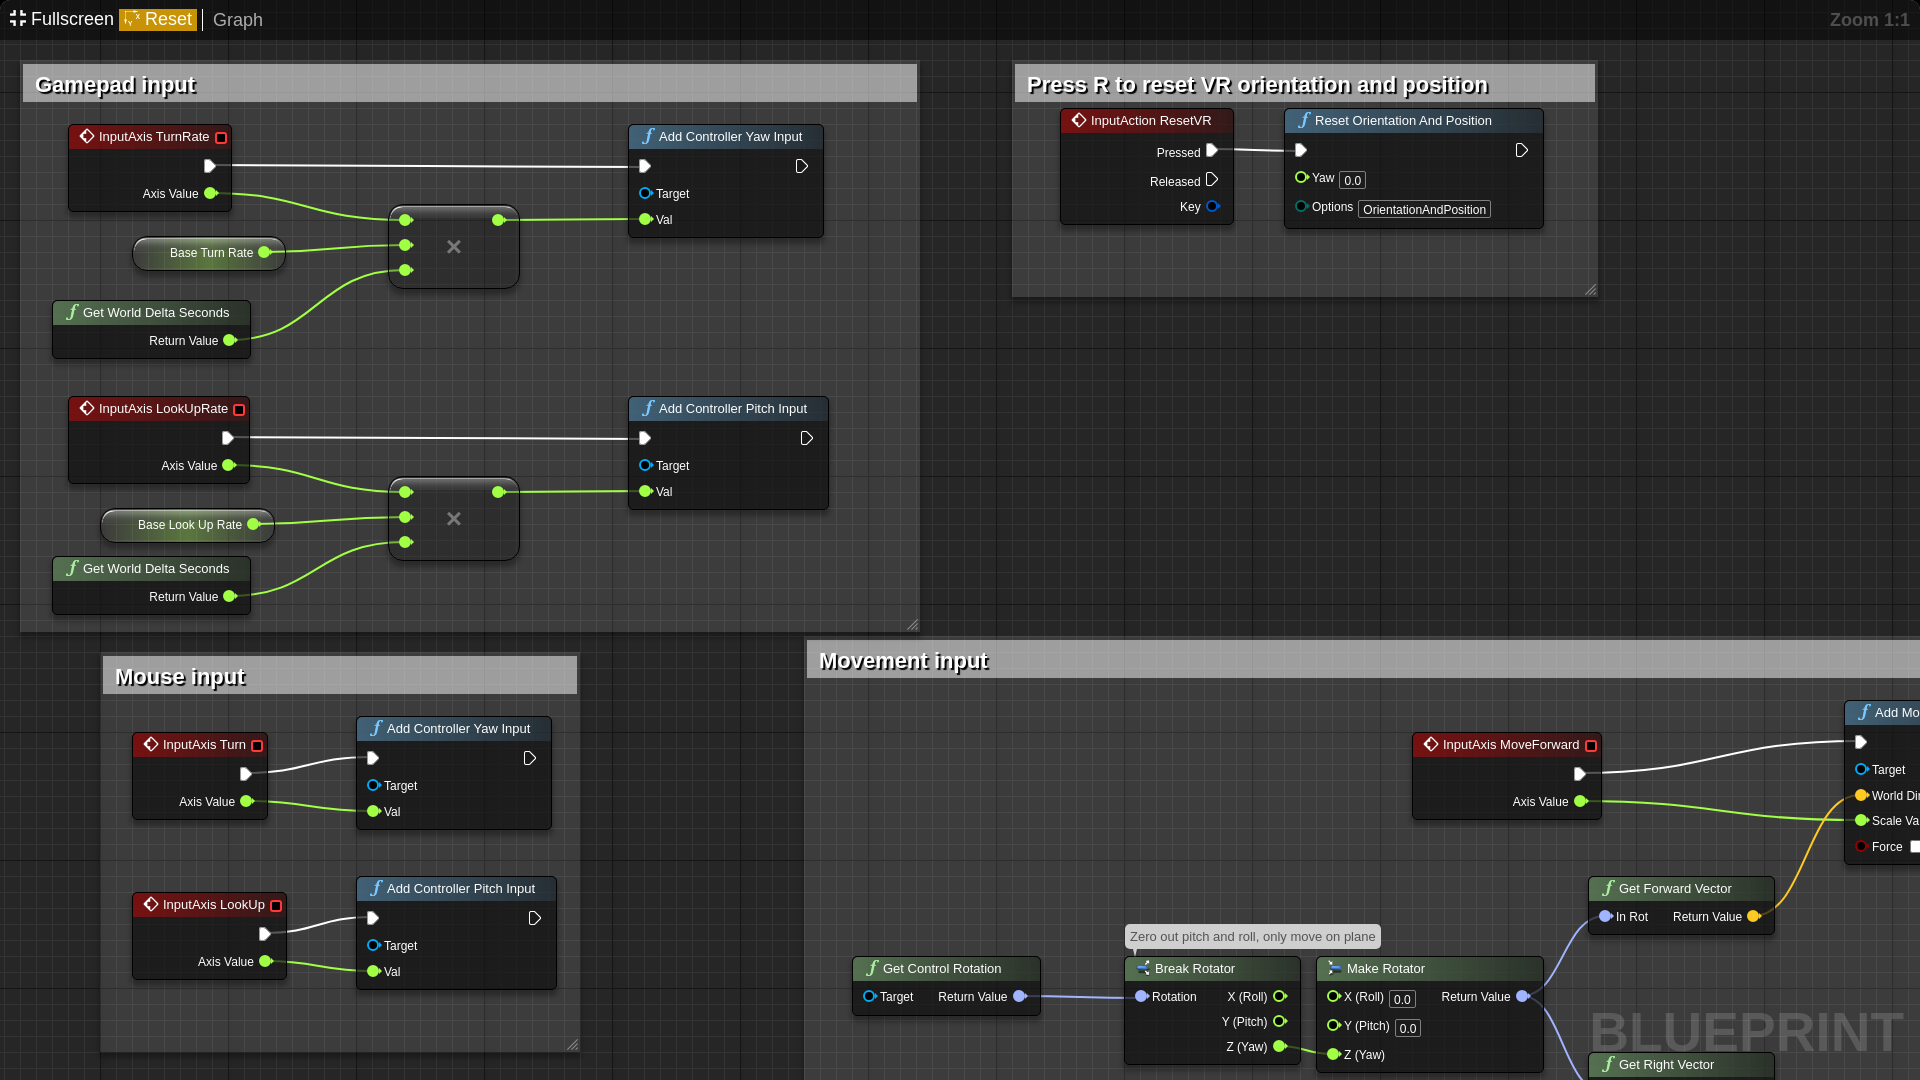 Fullscreen Reset Graph
Zoom 1:1
Gamepad input
InputAxis TurnRate
Axis Value
Base Turn Rate
Get World Delta Seconds
Return Value
Add Controller Yaw Input
Target
Val
InputAxis LookUpRate
Axis Value
Base Look Up Rate
Get World Delta Seconds
Return Value
Add Controller Pitch Input
Target
Val
Press R to reset VR orientation and position
InputAction ResetVR
Pressed
Released
Key
Reset Orientation And Position
Yaw 0.0
Options OrientationAndPosition
Mouse input
InputAxis Turn
Axis Value
Add Controller Yaw Input
Target
Val
InputAxis LookUp
Axis Value
Add Controller Pitch Input
Target
Val
Movement input
InputAxis MoveForward
Axis Value
Add Mo
Target
World Dir
Scale Va
Force
Get Forward Vector
In Rot Return Value
Zero out pitch and roll, only move on plane
Get Control Rotation
Target Return Value
Break Rotator
Rotation X (Roll)
Y (Pitch)
Z (Yaw)
Make Rotator
X (Roll) 0.0 Return Value
Y (Pitch) 0.0
Z (Yaw)
Get Right Vector
BLUEPRINT